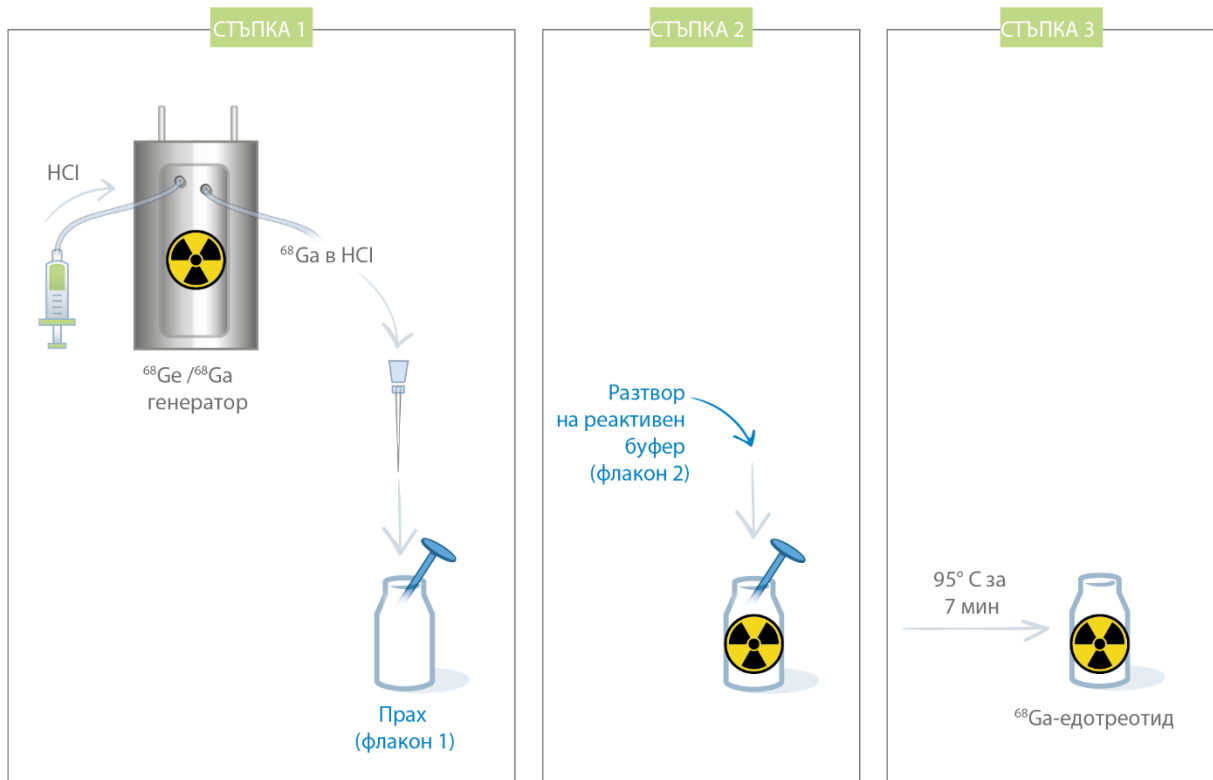 СТЪПКА 1
HCl
⁶⁸Ga в HCl
⁶⁸Ge /⁶⁸Ga
генератор
Прах
(флакон 1)
СТЪПКА 2
Разтвор
на реактивен
буфер
(флакон 2)
СТЪПКА 3
95° C за
7 мин
⁶⁸Ga-едотреотид